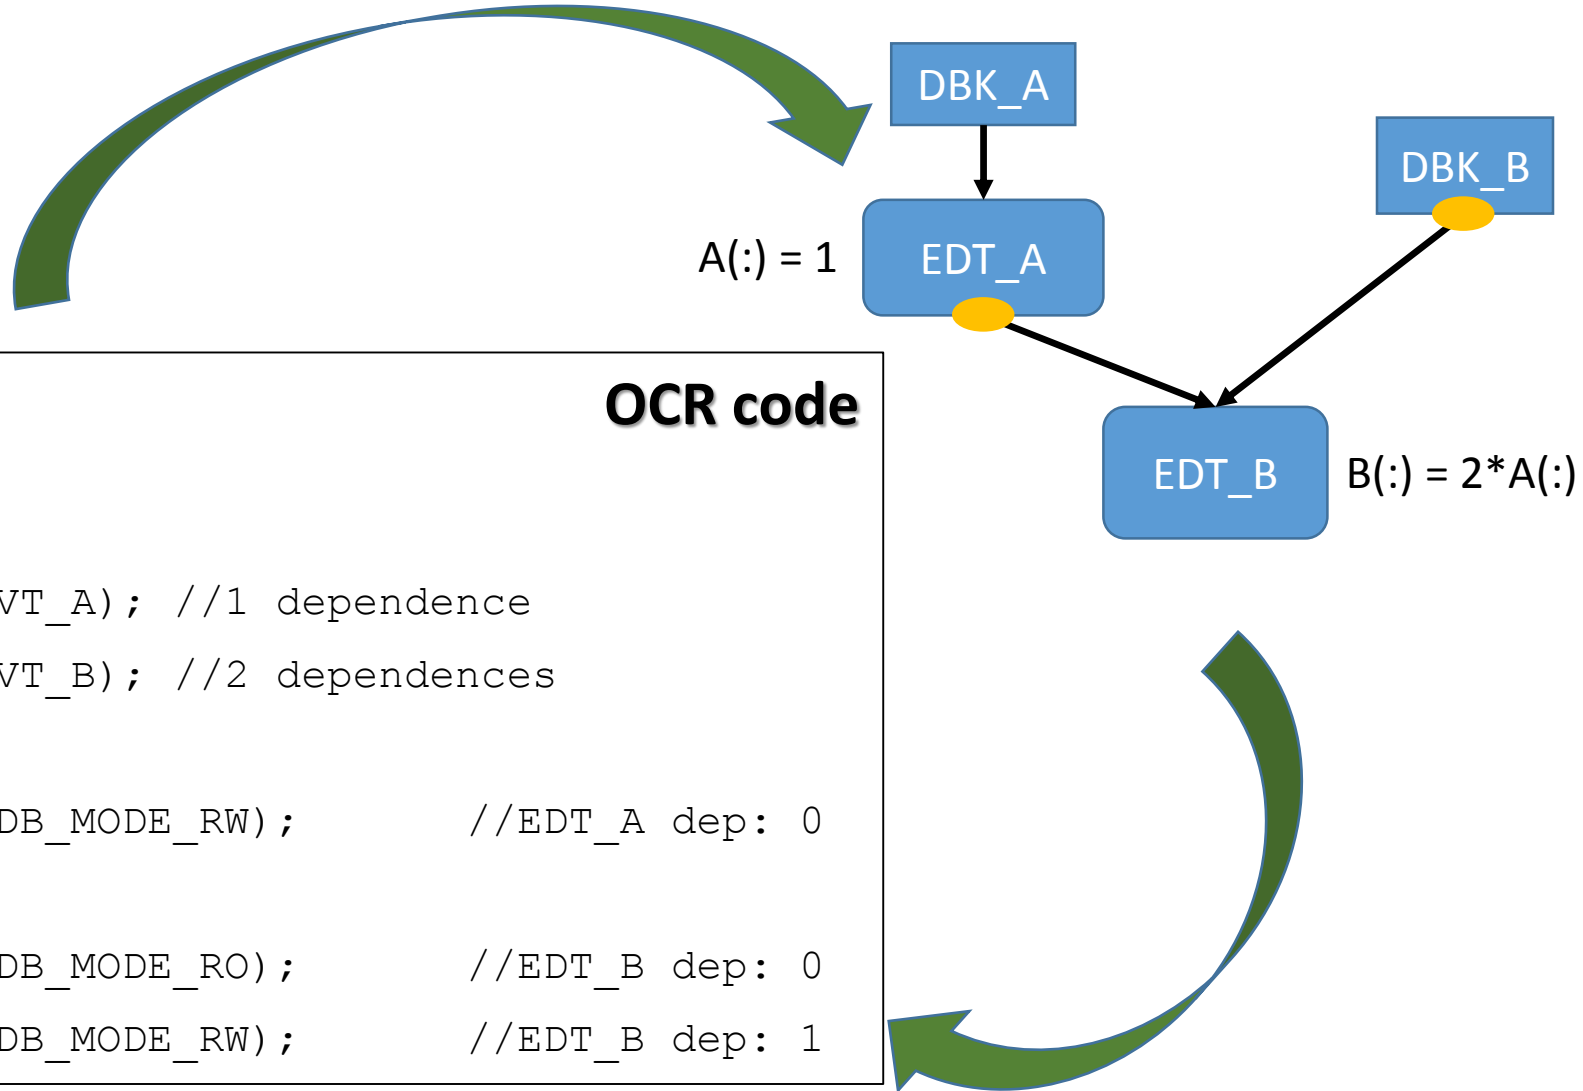 DBK_A
DBK_B
A(:) = 1
EDT_A
OCR code
EDT_B
B(:) = 2*A(:)
VT_A); //1 dependence
VT_B); //2 dependences
DB_MODE_RW); //EDT_A dep: 0
DB_MODE_RO); //EDT_B dep: 0
DB_MODE_RW); //EDT_B dep: 1